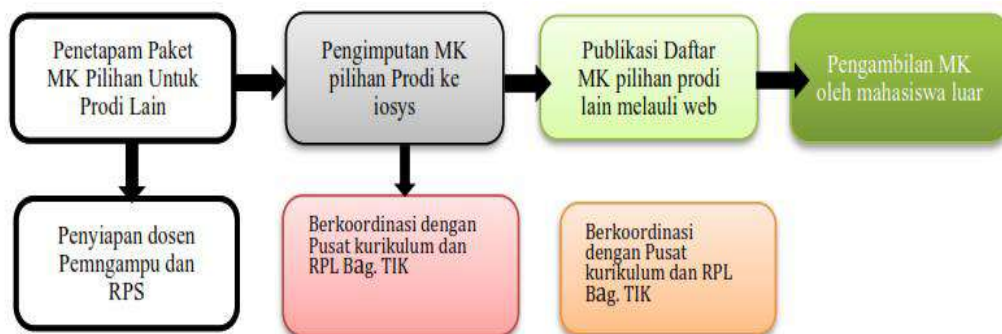 Penetapam Paket
MK Pilihan Untuk
Prodi Lain
Pengimputan MK
pilihan Prodi ke
iosys
Publikasi Daftar
MK pilihan prodi
lain melauli web
Pengambilan MK
oleh mahasiswa luar
Penyiapan dosen
Pemngampu dan
RPS
Berkoordinasi dengan
Pusat kurikulum dan
RPL Bag. TIK
Berkoordinasi
dengan Pusat
kurikulum dan RPL
Bag. TIK